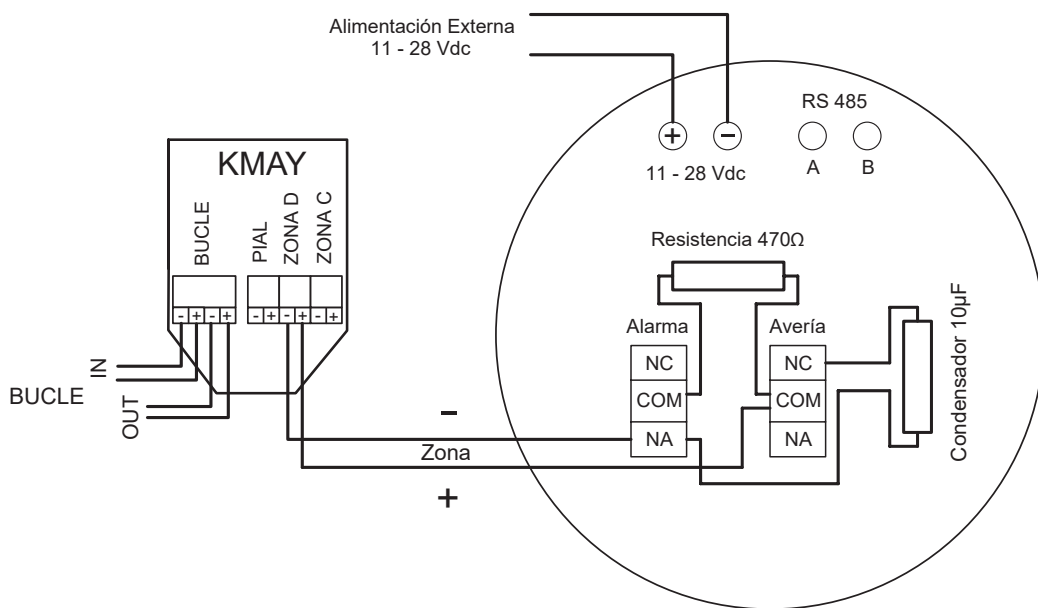 Alimentación Externa
11 - 28 Vdc
RS 485
+
-
A
B
11 - 28 Vdc
KMAY
BUCLE
PIAL
ZONA D
ZONA C
- + - +
- + - + - +
Resistencia 470Ω
Alarma
Avería
NC
COM
NA
NC
COM
NA
Condensador 10µF
IN
BUCLE
OUT
-
Zona
+